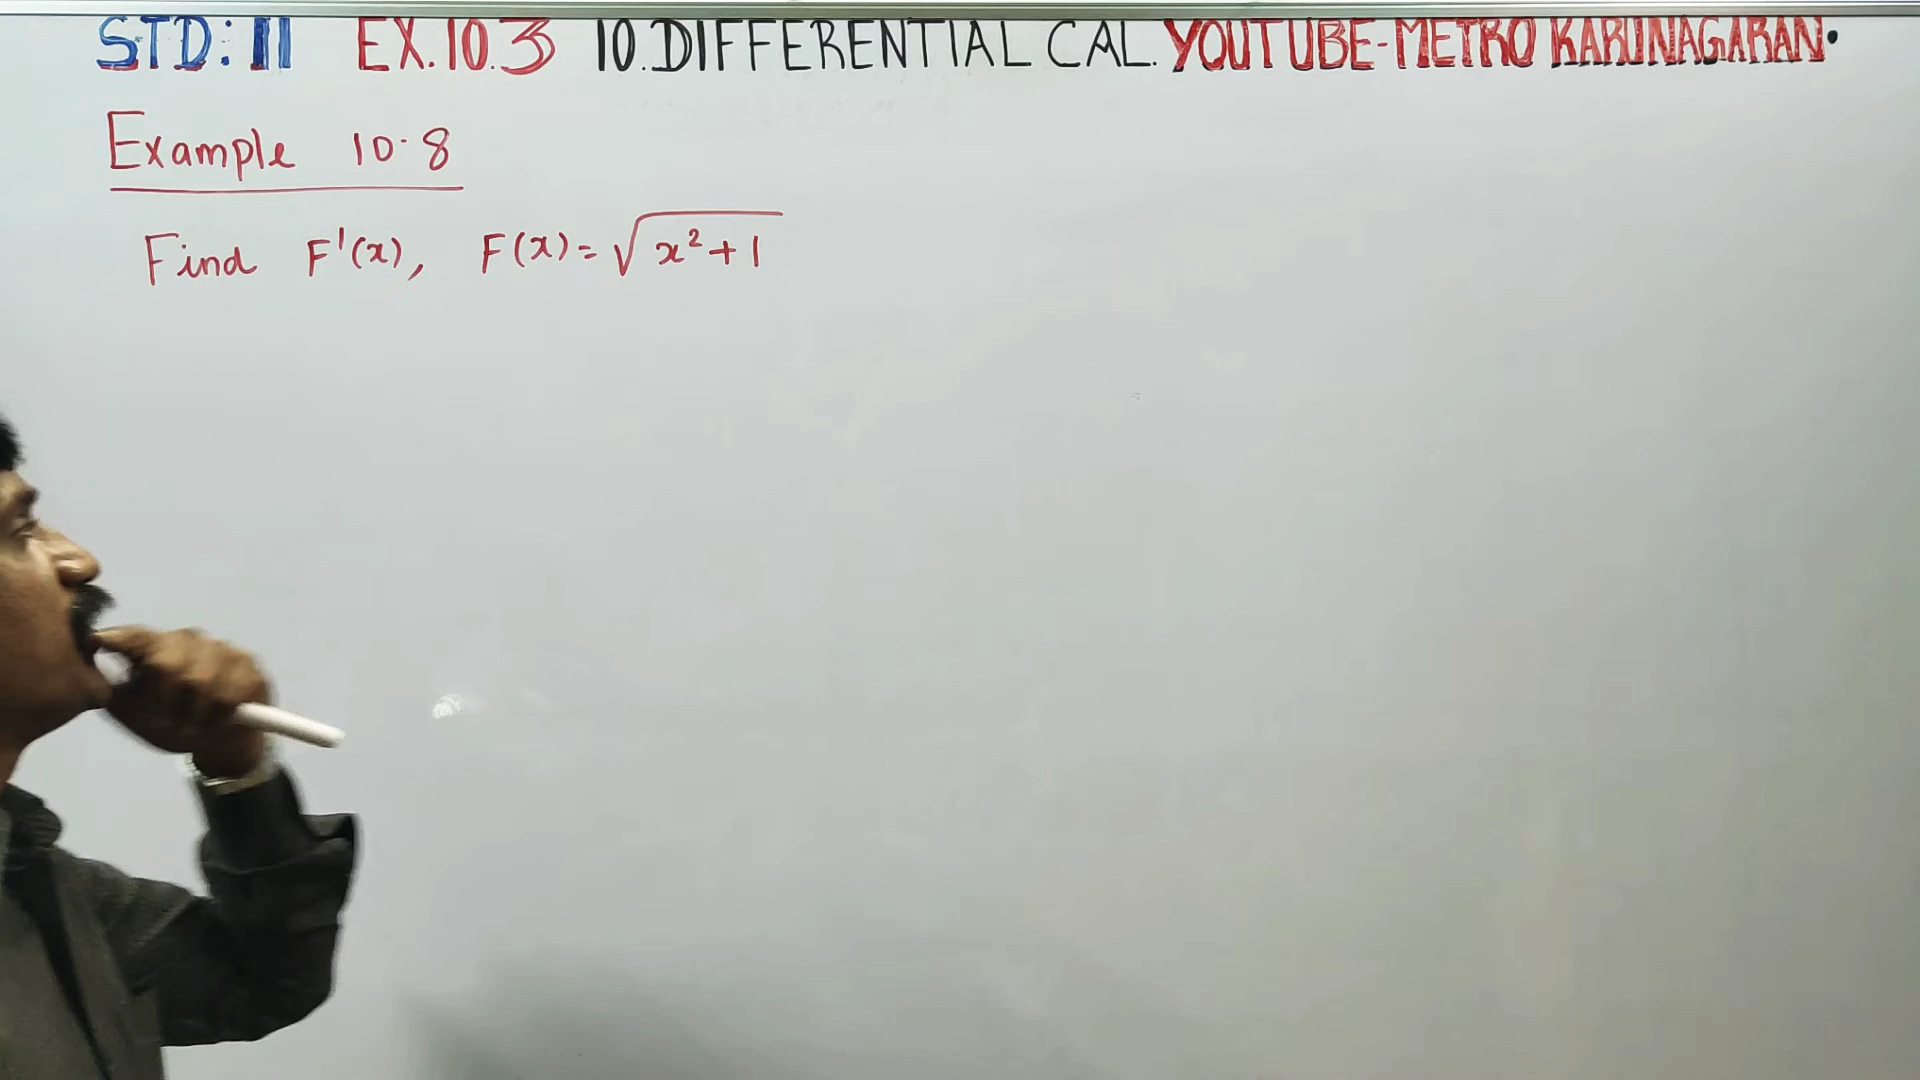 STD: 11 EX.10.3 10.DIFFERENTIAL CAL. YOUTUBE-METRO KARUNAGARAN.
Example 10.8
Find F'(x), F(x)=√x²+1